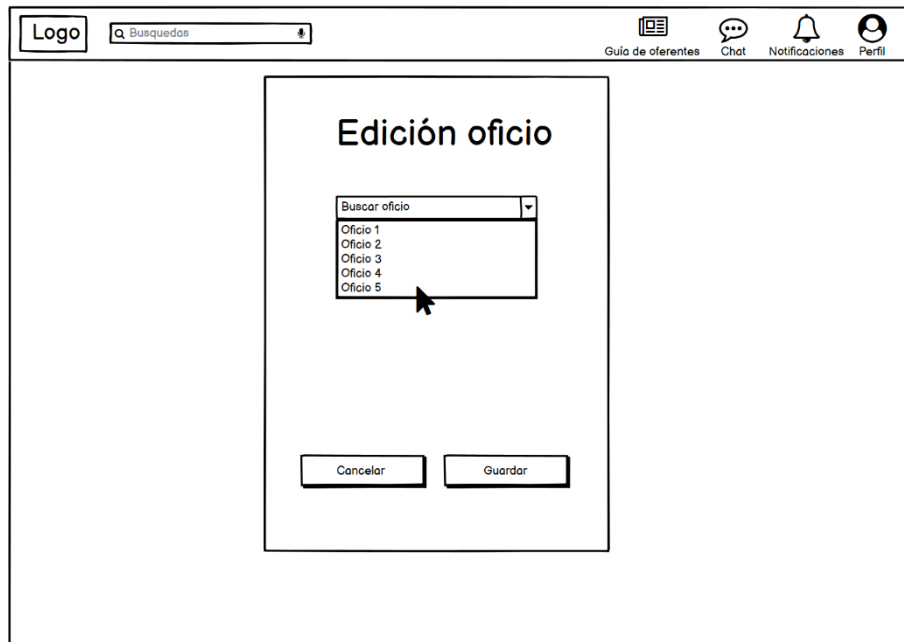 Logo
Busquedas
Guía de oferentes
Chat
Notificaciones
Perfil
Edición oficio
Buscar oficio
Oficio 1
Oficio 2
Oficio 3
Oficio 4
Oficio 5
Cancelar
Guardar